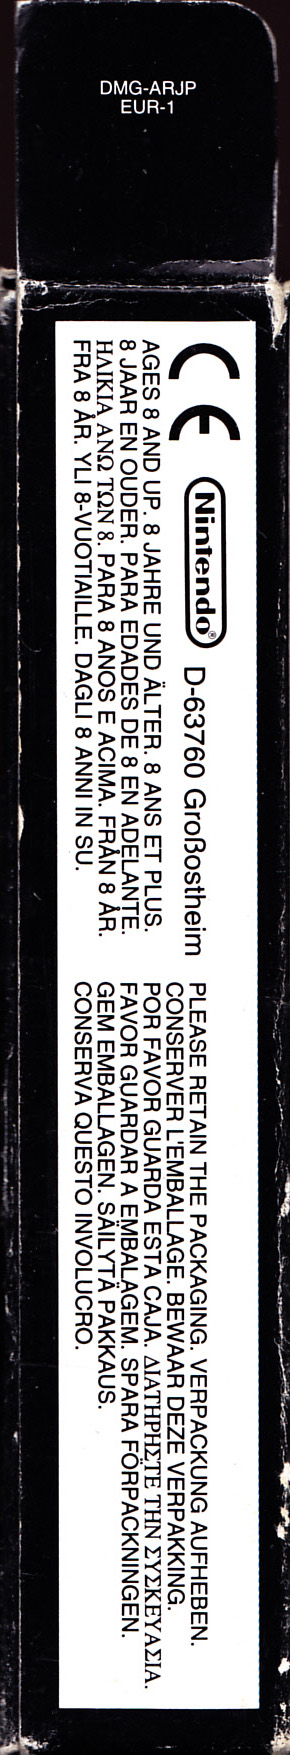 DMG-ARJP
EUR-1
CE
Nintendo® D-63760 Großostheim
AGES 8 AND UP. 8 JAHRE UND ÄLTER. 8 ANS ET PLUS.
8 JAAR EN OUDER. PARA EDADES DE 8 EN ADELANTE.
ΗΛΙΚΙΑ ΑΝΩ ΤΩΝ 8. PARA 8 ANOS E ACIMA. FRÅN 8 ÅR.
FRA 8 ÅR. YLI 8-VUOTIAILLE. DAGLI 8 ANNI IN SU.
PLEASE RETAIN THE PACKAGING. VERPACKUNG AUFHEBEN.
CONSERVER L'EMBALLAGE. BEWAAR DEZE VERPAKKING.
POR FAVOR GUARDA ESTA CAJA. ΔΙΑΤΗΡΗΣΤΕ ΤΗΝ ΣΥΣΚΕΥΑΣΙΑ.
FAVOR GUARDAR A EMBALAGEM. SPARA FÖRPACKNINGEN.
GEM EMBALLAGEN. SÄILYTÄ PAKKAUS.
CONSERVA QUESTO INVOLUCRO.